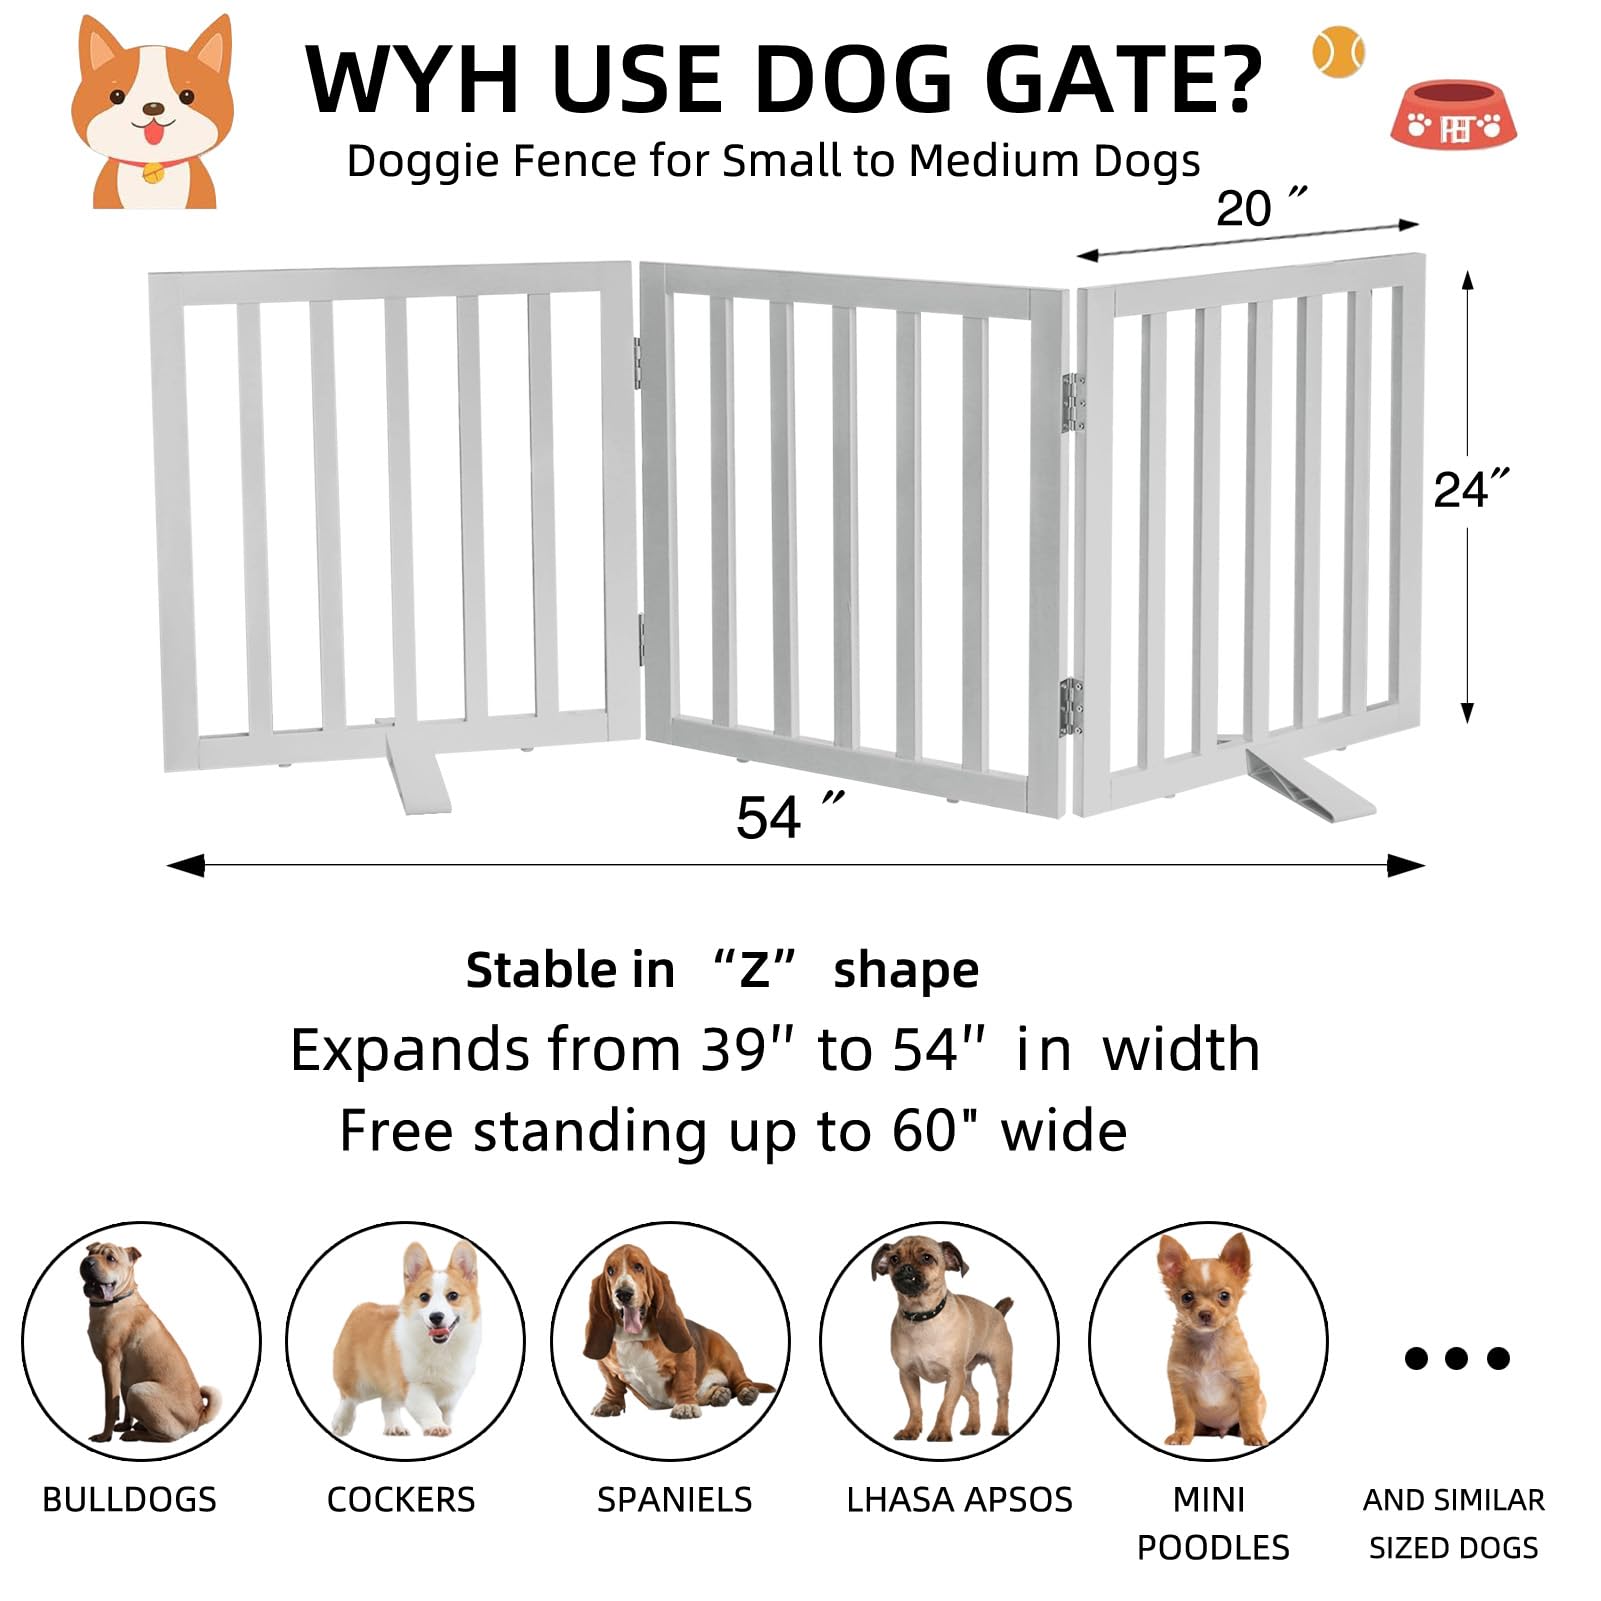 WYH USE DOG GATE?
Doggie Fence for Small to Medium Dogs
PET
20 ″
24″
54 ″
Stable in “Z” shape
Expands from 39″ to 54″ in width
Free standing up to 60" wide
BULLDOGS
COCKERS
SPANIELS
LHASA APSOS
MINI
POODLES
AND SIMILAR
SIZED DOGS